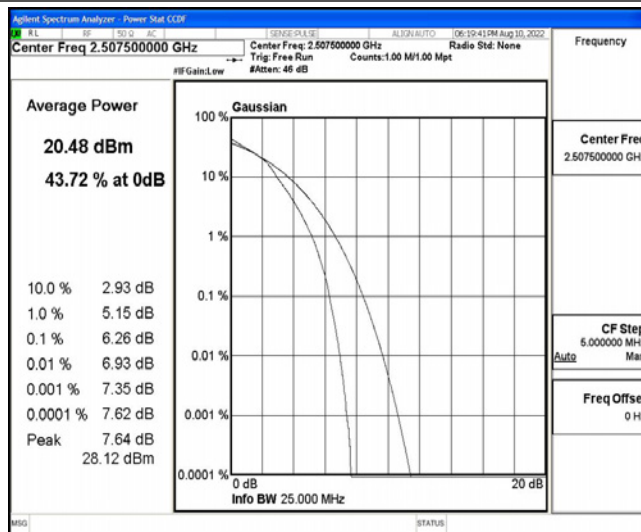 Agilent Spectrum Analyzer - Power Stat CCDF
RL RF 50 Ω AC SENSE:PULSE ALIGN AUTO 06:19:41 PM Aug 10, 2022
Center Freq 2.507500000 GHz
Center Freq: 2.507500000 GHz Radio Std: None
Trig: Free Run Counts:1.00 M/1.00 Mpt
#IFGain:Low #Atten: 46 dB
Frequency
Average Power
20.48 dBm
43.72 % at 0dB
10.0 % 2.93 dB
1.0 % 5.15 dB
0.1 % 6.26 dB
0.01 % 6.93 dB
0.001 % 7.35 dB
0.0001 % 7.62 dB
Peak 7.64 dB
28.12 dBm
Gaussian
100 %
10 %
1 %
0.1 %
0.01 %
0.001 %
0.0001 %
0 dB 20 dB
Info BW 25.000 MHz
Center Fre
2.507500000 GH
CF Step
5.000000 MH
Auto Ma
Freq Offse
0 H
MSG STATUS